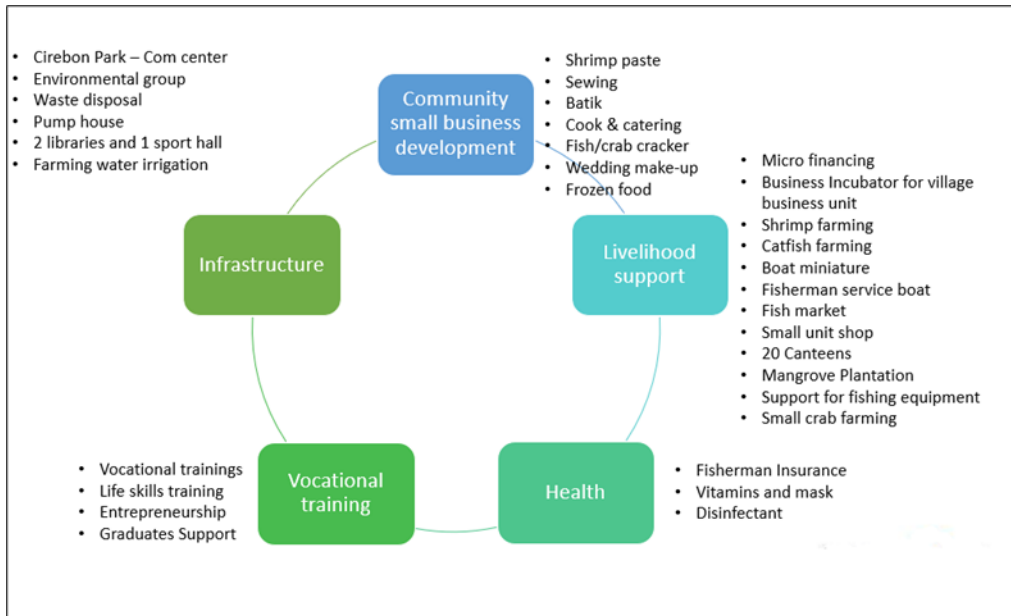 • Cirebon Park – Com center
• Environmental group
• Waste disposal
• Pump house
• 2 libraries and 1 sport hall
• Farming water irrigation
Community
small business
development
• Shrimp paste
• Sewing
• Batik
• Cook & catering
• Fish/crab cracker
• Wedding make-up
• Frozen food
Infrastructure
Livelihood
support
• Micro financing
• Business Incubator for village
business unit
• Shrimp farming
• Catfish farming
• Boat miniature
• Fisherman service boat
• Fish market
• Small unit shop
• 20 Canteens
• Mangrove Plantation
• Support for fishing equipment
• Small crab farming
• Vocational trainings
• Life skills training
• Entrepreneurship
• Graduates Support
Vocational
training
Health
• Fisherman Insurance
• Vitamins and mask
• Disinfectant